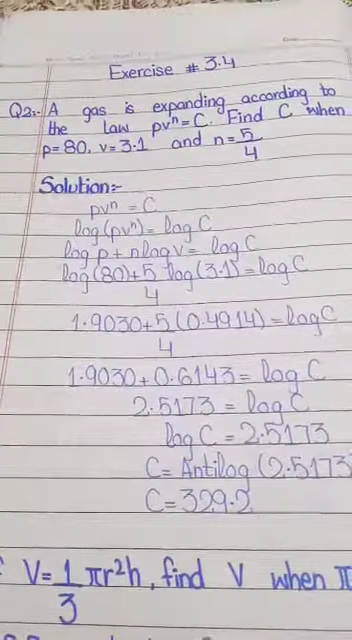 Exercise # 3.4
Q3:- A gas is expanding according to
the law pvⁿ=C. Find C when
p=80, v=3.1 and n=5/4
Solution:-
pvⁿ = C
log(pvⁿ)= log C
log p + n log v = log C
log(80)+5/4 log(3.1)=log C
1.9030+5/4(0.4914)=log C
1.9030+0.6143= log C
2.5173 = log C
log C = 2.5173
C= Antilog (2.5173
C=329.2
V=1/3 πr²h, find V when π